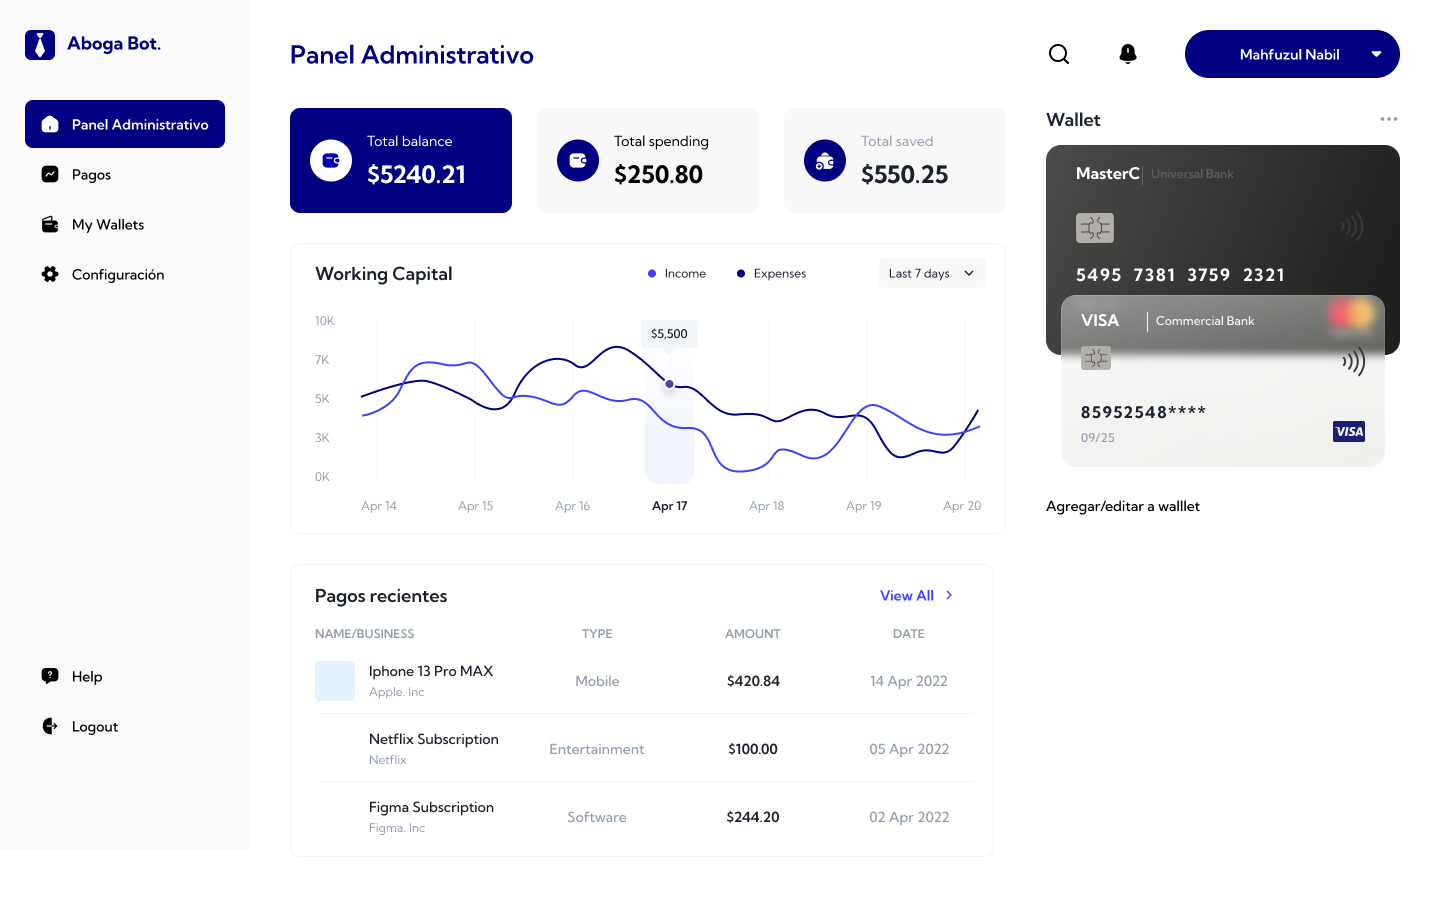 Aboga Bot.
Panel Administrativo
Pagos
My Wallets
Configuración
Help
Logout
Panel Administrativo
Mahfuzul Nabil
Total balance
$5240.21
Total spending
$250.80
Total saved
$550.25
Working Capital
Income
Expenses
Last 7 days
10K
7K
5K
3K
0K
$5,500
Apr 14
Apr 15
Apr 16
Apr 17
Apr 18
Apr 19
Apr 20
Pagos recientes
View All
NAME/BUSINESS TYPE AMOUNT DATE
Iphone 13 Pro MAX
Apple. Inc
Mobile
$420.84
14 Apr 2022
Netflix Subscription
Netflix
Entertainment
$100.00
05 Apr 2022
Figma Subscription
Figma. Inc
Software
$244.20
02 Apr 2022
Wallet
MasterC
Universal Bank
5495 7381 3759 2321
VISA
Commercial Bank
85952548****
09/25
VISA
Agregar/editar a walllet